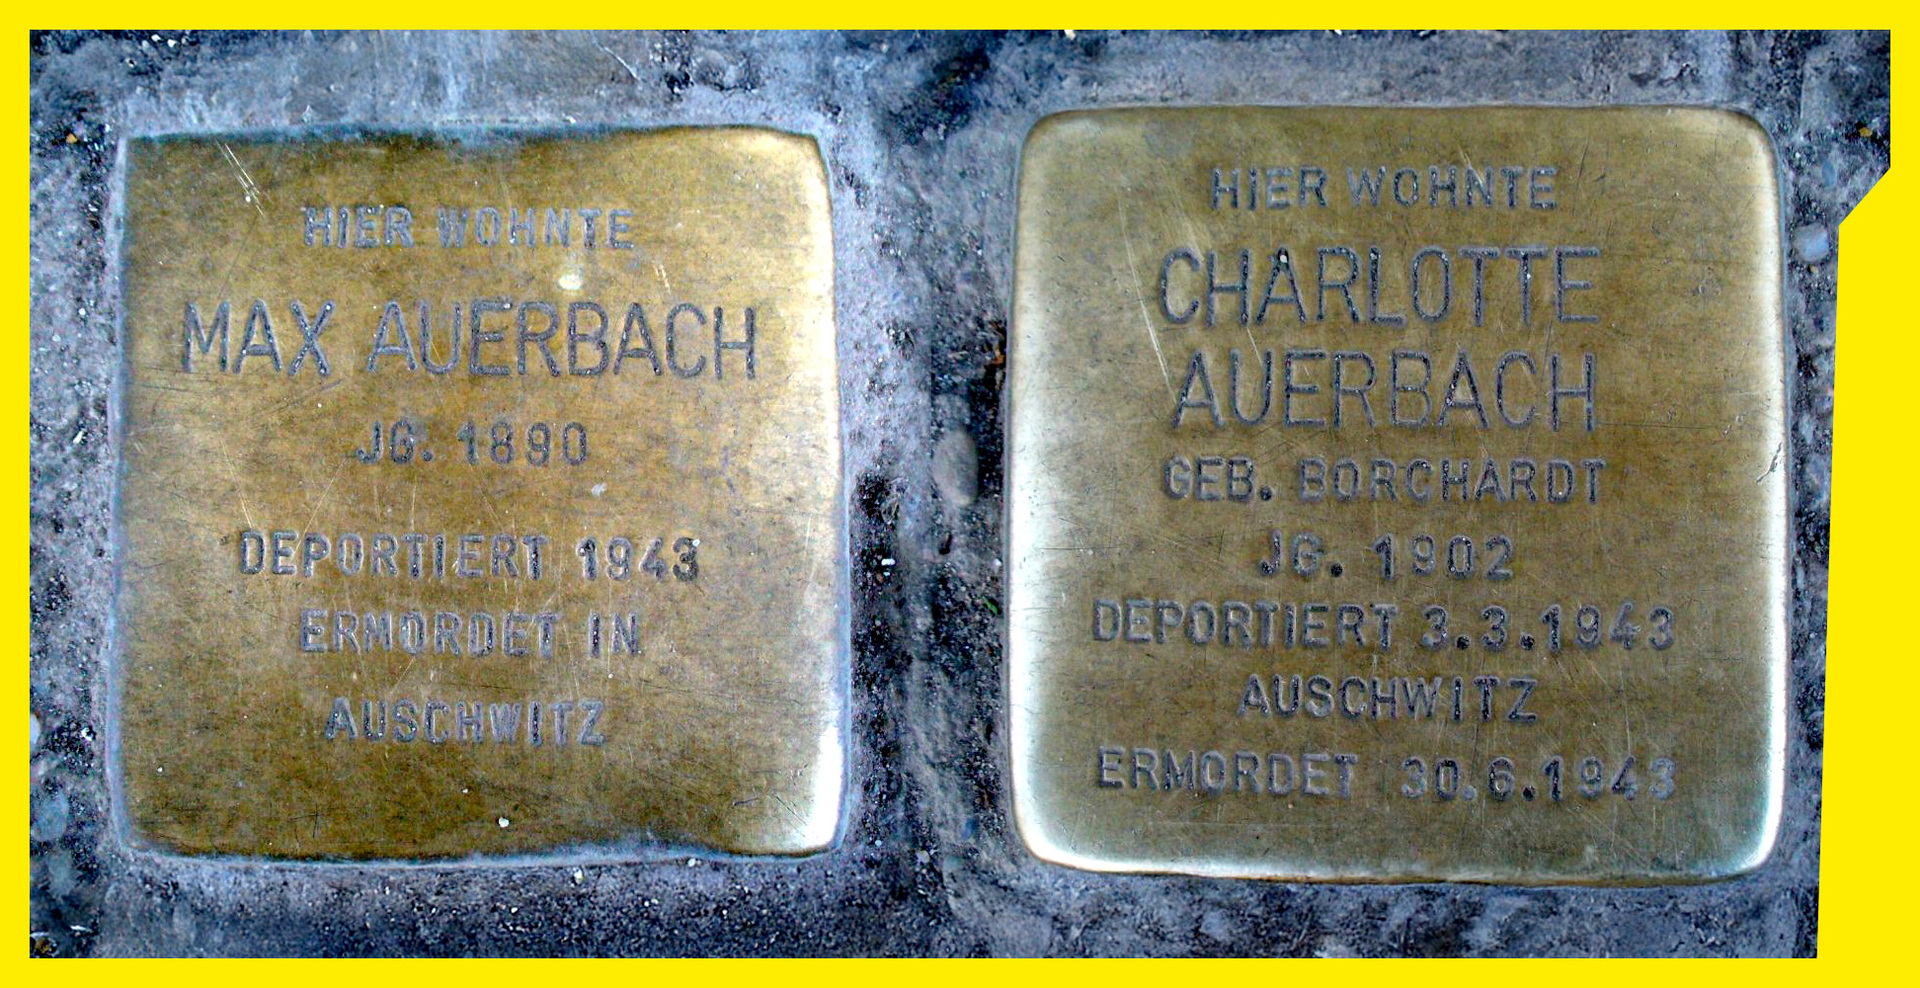 HIER WOHNTE
MAX AUERBACH
JG. 1890
DEPORTIERT 1943
ERMORDET IN
AUSCHWITZ
HIER WOHNTE
CHARLOTTE
AUERBACH
GEB. BORCHARDT
JG. 1902
DEPORTIERT 3.3.1943
AUSCHWITZ
ERMORDET 30.6.1943